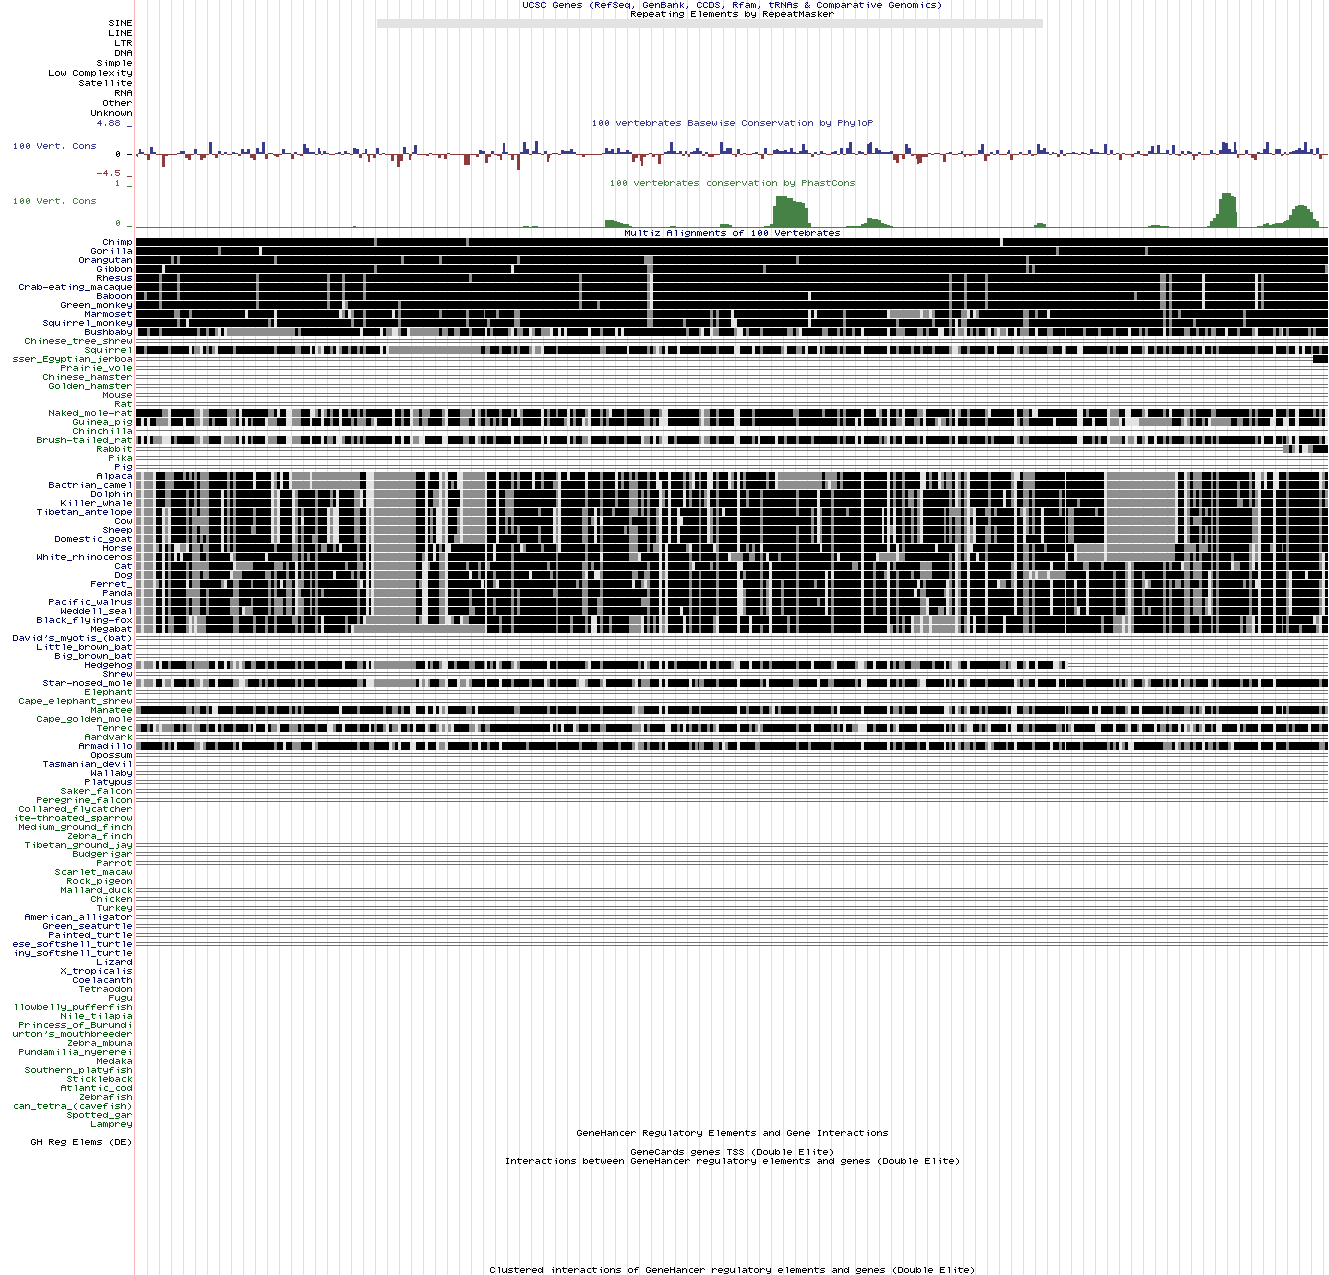 UCSC Genes (RefSeq, GenBank, CCDS, Rfam, tRNAs & Comparative Genomics)
Repeating Elements by RepeatMasker
SINE
LINE
LTR
DNA
Simple
Low Complexity
Satellite
RNA
Other
Unknown
4.88 _
100 vertebrates Basewise Conservation by PhyloP
100 Vert. Cons
0 -
-4.5 _
100 vertebrates conservation by PhastCons
1 _
100 Vert. Cons
0 _
Multiz Alignments of 100 Vertebrates
Chimp
Gorilla
Orangutan
Gibbon
Rhesus
Crab-eating_macaque
Baboon
Green_monkey
Marmoset
Squirrel_monkey
Bushbaby
Chinese_tree_shrew
Squirrel
sser_Egyptian_jerboa
Prairie_vole
Chinese_hamster
Golden_hamster
Mouse
Rat
Naked_mole-rat
Guinea_pig
Chinchilla
Brush-tailed_rat
Rabbit
Pika
Pig
Alpaca
Bactrian_camel
Dolphin
Killer_whale
Tibetan_antelope
Cow
Sheep
Domestic_goat
Horse
White_rhinoceros
Cat
Dog
Ferret_
Panda
Pacific_walrus
Weddell_seal
Black_flying-fox
Megabat
David's_myotis_(bat)
Little_brown_bat
Big_brown_bat
Hedgehog
Shrew
Star-nosed_mole
Elephant
Cape_elephant_shrew
Manatee
Cape_golden_mole
Tenrec
Aardvark
Armadillo
Opossum
Tasmanian_devil
Wallaby
Platypus
Saker_falcon
Peregrine_falcon
Collared_flycatcher
ite-throated_sparrow
Medium_ground_finch
Zebra_finch
Tibetan_ground_jay
Budgerigar
Parrot
Scarlet_macaw
Rock_pigeon
Mallard_duck
Chicken
Turkey
American_alligator
Green_seaturtle
Painted_turtle
ese_softshell_turtle
iny_softshell_turtle
Lizard
X_tropicalis
Coelacanth
Tetraodon
Fugu
llowbelly_pufferfish
Nile_tilapia
Princess_of_Burundi
urton's_mouthbreeder
Zebra_mbuna
Pundamilia_nyererei
Medaka
Southern_platyfish
Stickleback
Atlantic_cod
Zebrafish
can_tetra_(cavefish)
Spotted_gar
Lamprey
GeneHancer Regulatory Elements and Gene Interactions
GH Reg Elems (DE)
GeneCards genes TSS (Double Elite)
Interactions between GeneHancer regulatory elements and genes (Double Elite)
Clustered interactions of GeneHancer regulatory elements and genes (Double Elite)